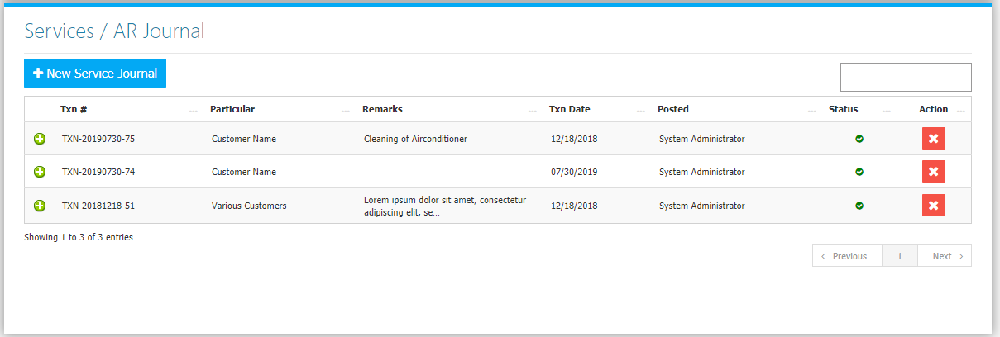 Services / AR Journal
New Service Journal
Txn # ... Particular ... Remarks ... Txn Date ... Posted ... Status ... Action ...
TXN-20190730-75 Customer Name Cleaning of Airconditioner 12/18/2018 System Administrator
TXN-20190730-74 Customer Name 07/30/2019 System Administrator
TXN-20181218-51 Various Customers Lorem ipsum dolor sit amet, consectetur 12/18/2018 System Administrator
adipiscing elit, se...
Showing 1 to 3 of 3 entries
‹ Previous 1 Next ›